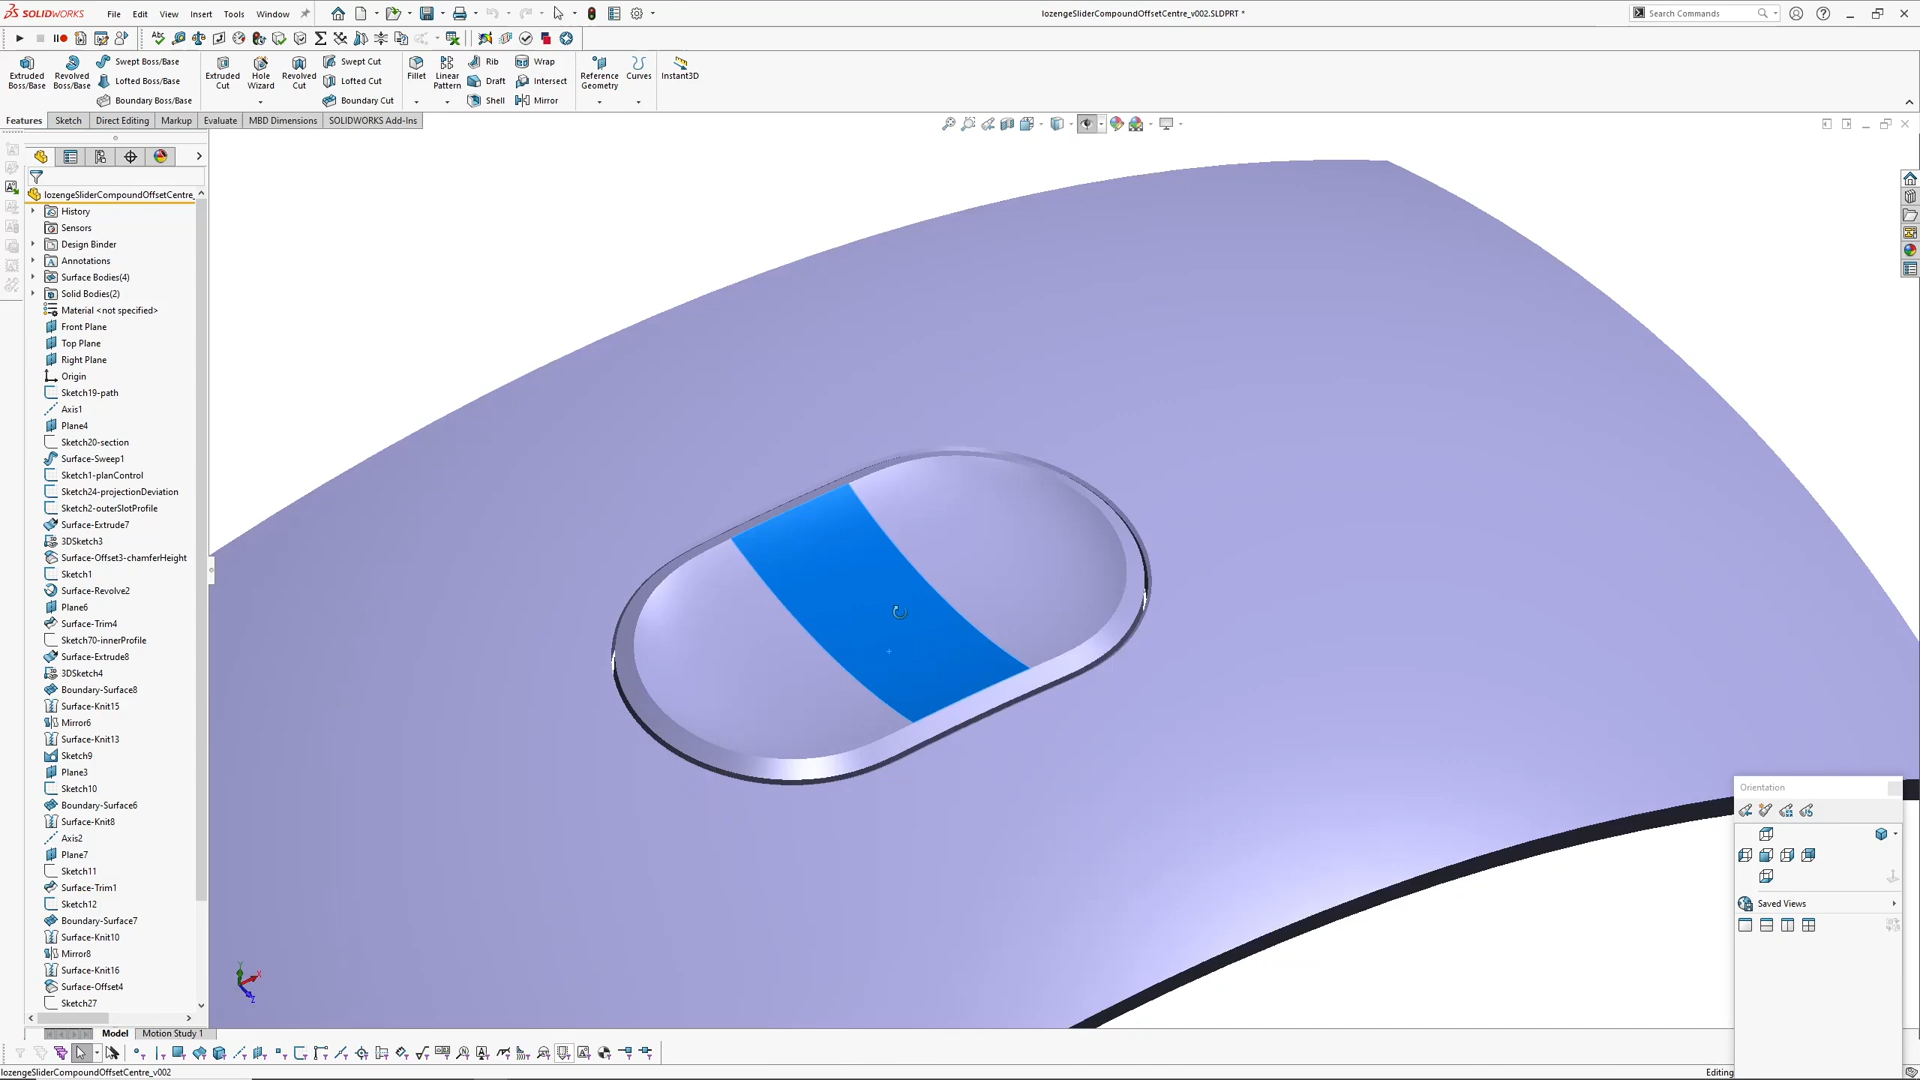 SOLIDWORKS File Edit View Insert Tools Window
lozengeSliderCompoundOffsetCentre_v002.SLDPRT *
Search Commands
Extruded Boss/Base
Revolved Boss/Base
Swept Boss/Base
Lofted Boss/Base
Boundary Boss/Base
Extruded Cut
Hole Wizard
Revolved Cut
Swept Cut
Lofted Cut
Boundary Cut
Fillet
Linear Pattern
Rib
Draft
Shell
Wrap
Intersect
Mirror
Reference Geometry
Curves
Instant3D
Features Sketch Direct Editing Markup Evaluate MBD Dimensions SOLIDWORKS Add-Ins
lozengeSliderCompoundOffsetCentre_
History
Sensors
Design Binder
Annotations
Surface Bodies(4)
Solid Bodies(2)
Material <not specified>
Front Plane
Top Plane
Right Plane
Origin
Sketch19-path
Axis1
Plane4
Sketch20-section
Surface-Sweep1
Sketch1-planControl
Sketch24-projectionDeviation
Sketch2-outerSlotProfile
Surface-Extrude7
3DSketch3
Surface-Offset3-chamferHeight
Sketch1
Surface-Revolve2
Plane6
Surface-Trim4
Sketch70-innerProfile
Surface-Extrude8
3DSketch4
Boundary-Surface8
Surface-Knit15
Mirror6
Surface-Knit13
Sketch9
Plane3
Sketch10
Boundary-Surface6
Surface-Knit8
Axis2
Plane7
Sketch11
Surface-Trim1
Sketch12
Boundary-Surface7
Surface-Knit10
Mirror8
Surface-Knit16
Surface-Offset4
Sketch27
Orientation
Saved Views
Y
X
Z
Model Motion Study 1
lozengeSliderCompoundOffsetCentre_v002
Editing